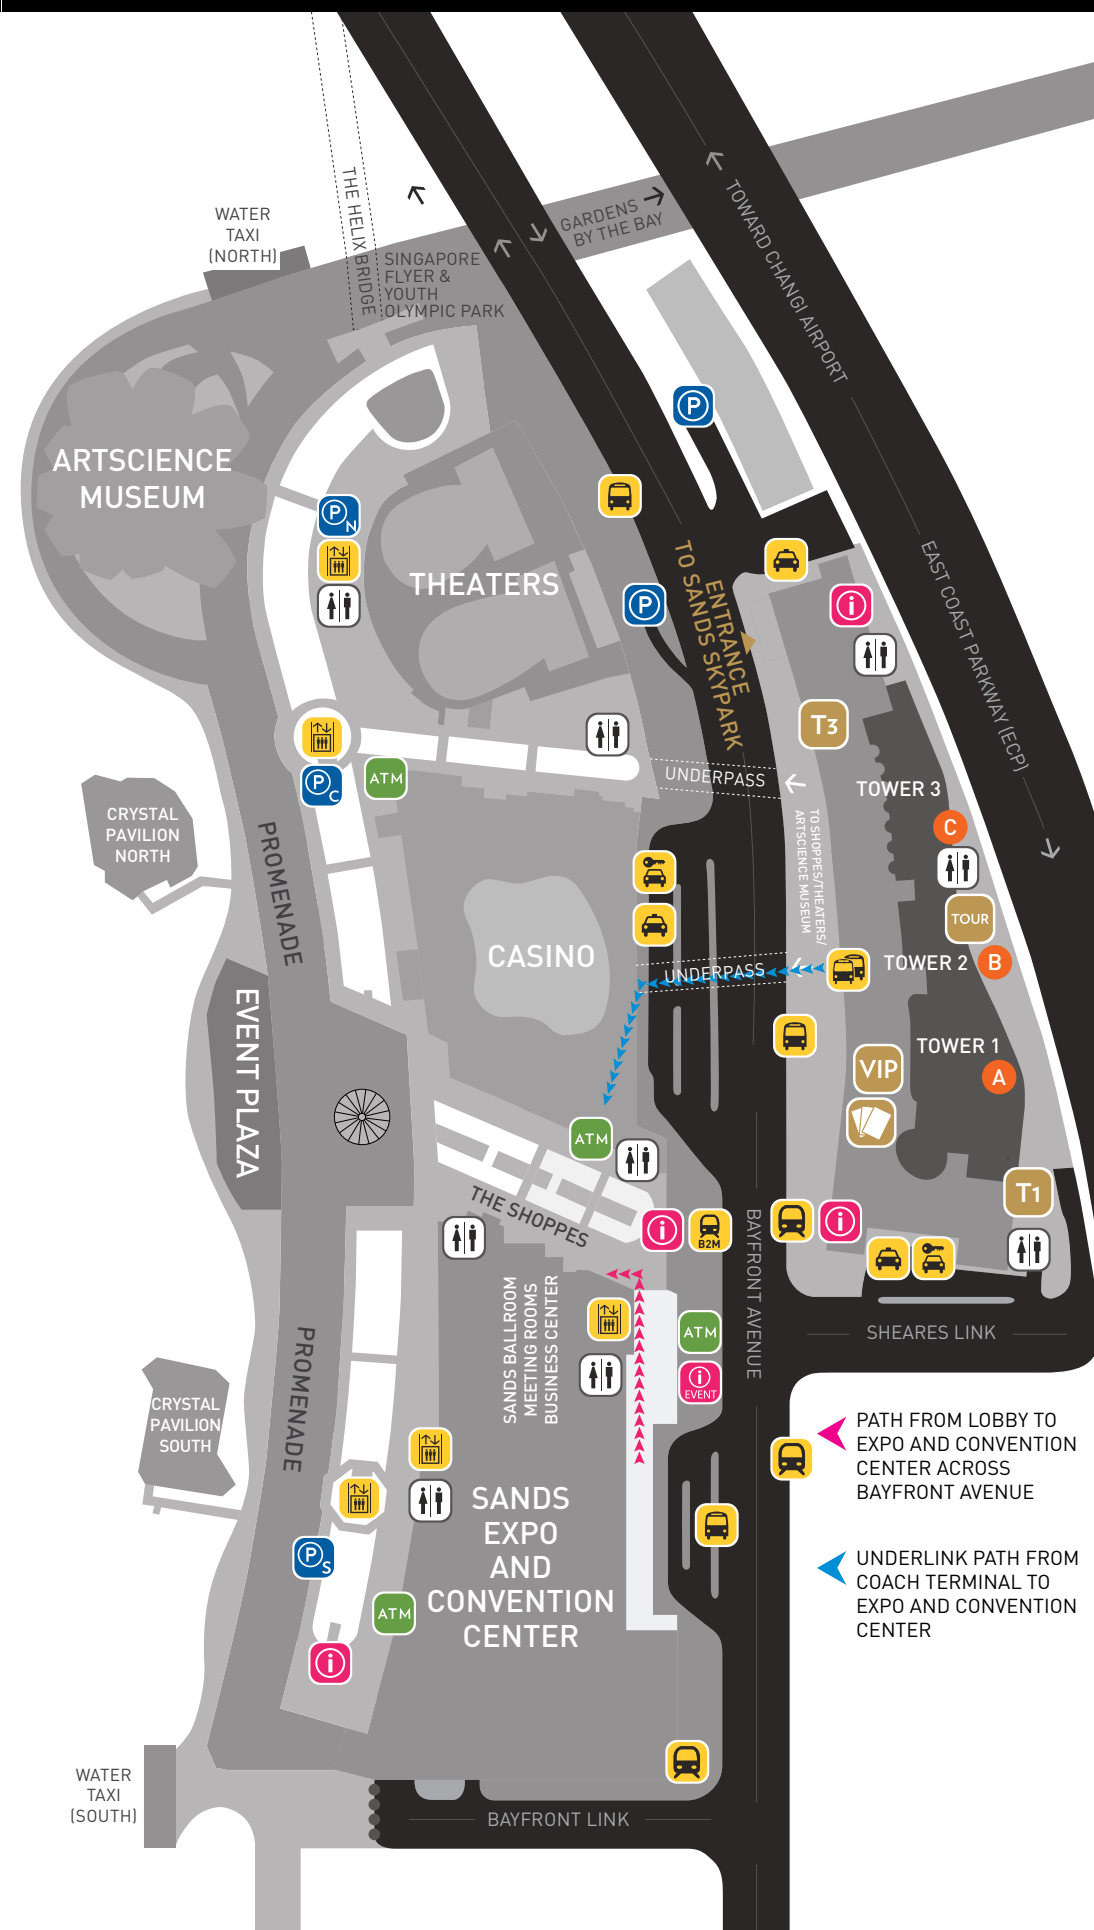 WATER
TAXI
(NORTH)
THE HELIX BRIDGE
SINGAPORE
FLYER &
YOUTH
OLYMPIC PARK
GARDENS
BY THE BAY
TOWARD CHANGI AIRPORT
P
ARTSCIENCE
MUSEUM
PN
THEATERS
P
TO SANDS SKYPARK
ENTRANCE
i
EAST COAST PARKWAY (ECP)
T3
PC
ATM
UNDERPASS
TO SHOPPES/THEATERS/
ARTSCIENCE MUSEUM
TOWER 3
C
CRYSTAL
PAVILION
NORTH
PROMENADE
TOUR
CASINO
UNDERPASS
TOWER 2
B
EVENT PLAZA
TOWER 1
VIP
A
ATM
THE SHOPPES
T1
i
B2M
i
BAYFRONT AVENUE
SANDS BALLROOM
MEETING ROOMS
BUSINESS CENTER
ATM
SHEARES LINK
i
EVENT
PROMENADE
CRYSTAL
PAVILION
SOUTH
PATH FROM LOBBY TO
EXPO AND CONVENTION
CENTER ACROSS
BAYFRONT AVENUE
SANDS
EXPO
AND
CONVENTION
CENTER
PS
UNDERLINK PATH FROM
COACH TERMINAL TO
EXPO AND CONVENTION
CENTER
ATM
i
WATER
TAXI
(SOUTH)
BAYFRONT LINK